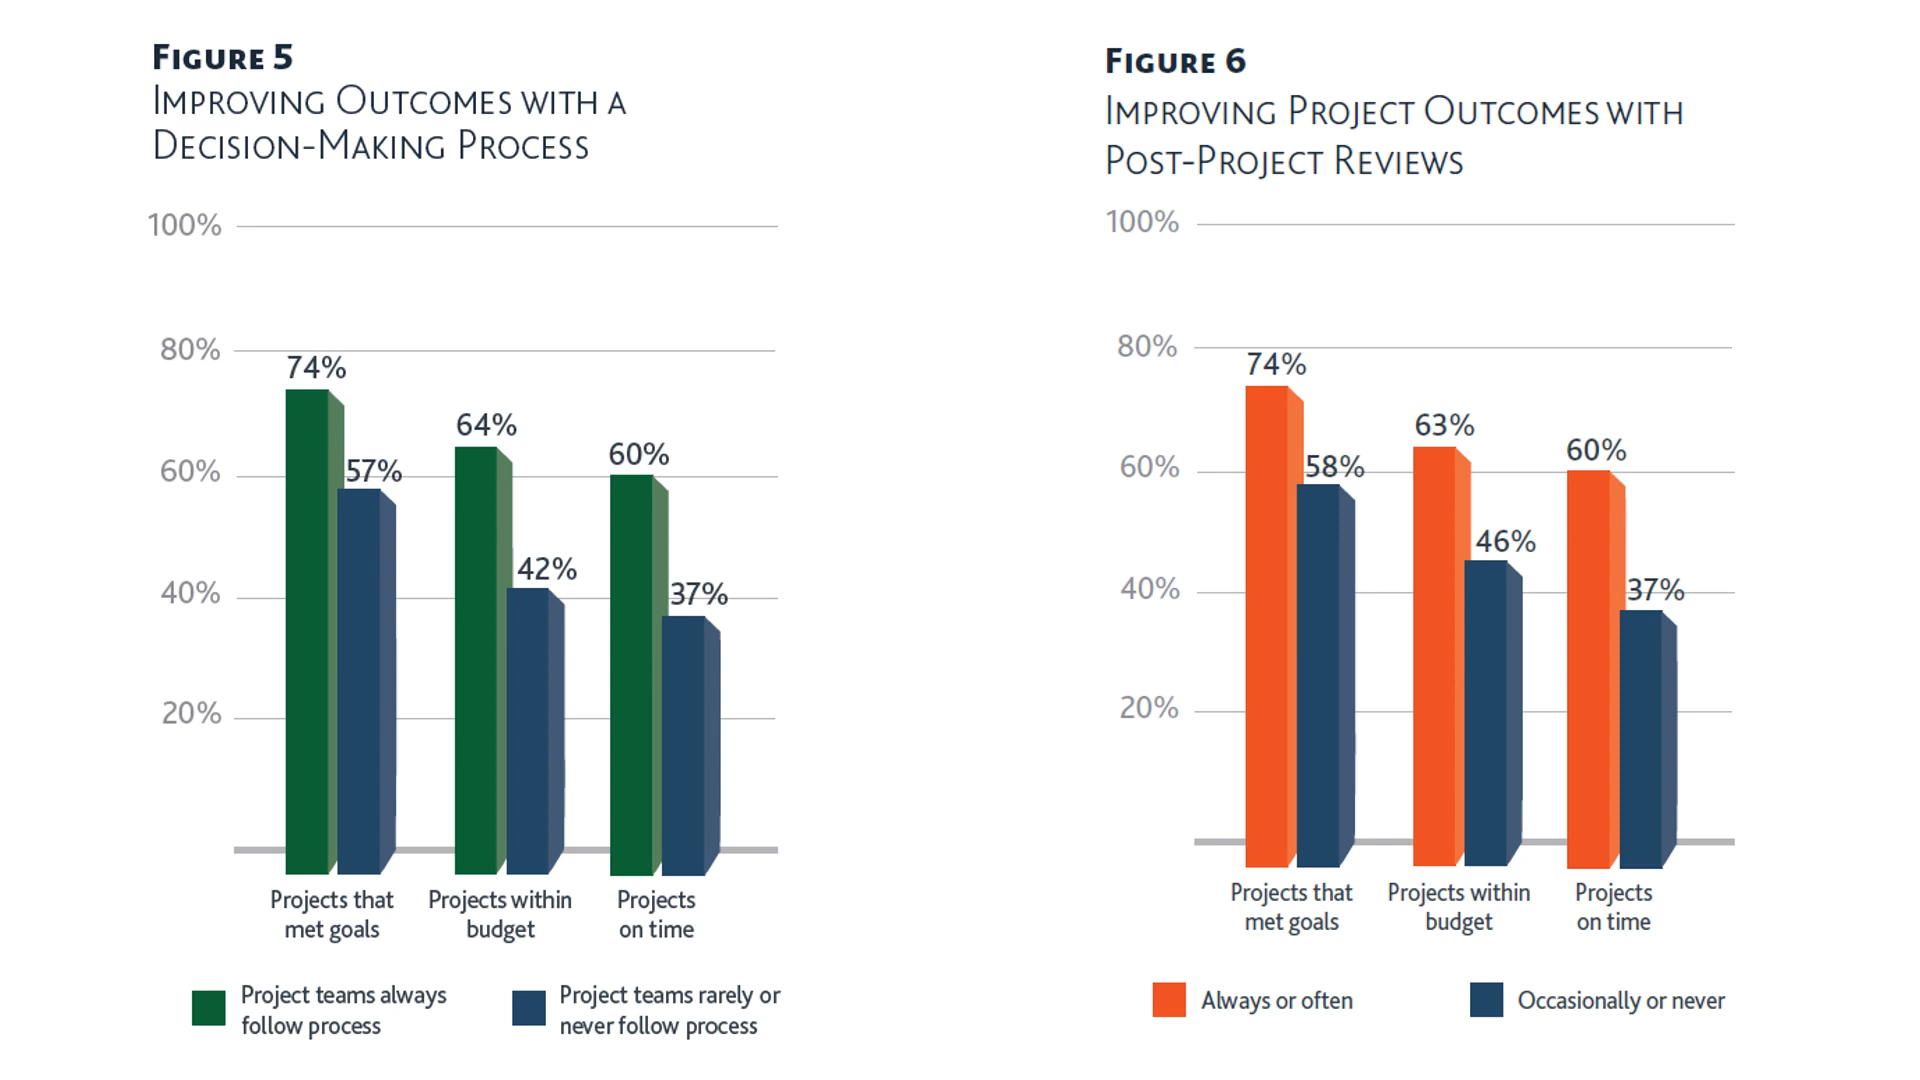 FIGURE 5
IMPROVING OUTCOMES WITH A
DECISION-MAKING PROCESS
100%
80%
60%
40%
20%
74%
57%
64%
42%
60%
37%
Projects that
met goals
Projects within
budget
Projects
on time
Project teams always
follow process
Project teams rarely or
never follow process
FIGURE 6
IMPROVING PROJECT OUTCOMES WITH
POST-PROJECT REVIEWS
100%
80%
60%
40%
20%
74%
58%
63%
46%
60%
37%
Projects that
met goals
Projects within
budget
Projects
on time
Always or often
Occasionally or never